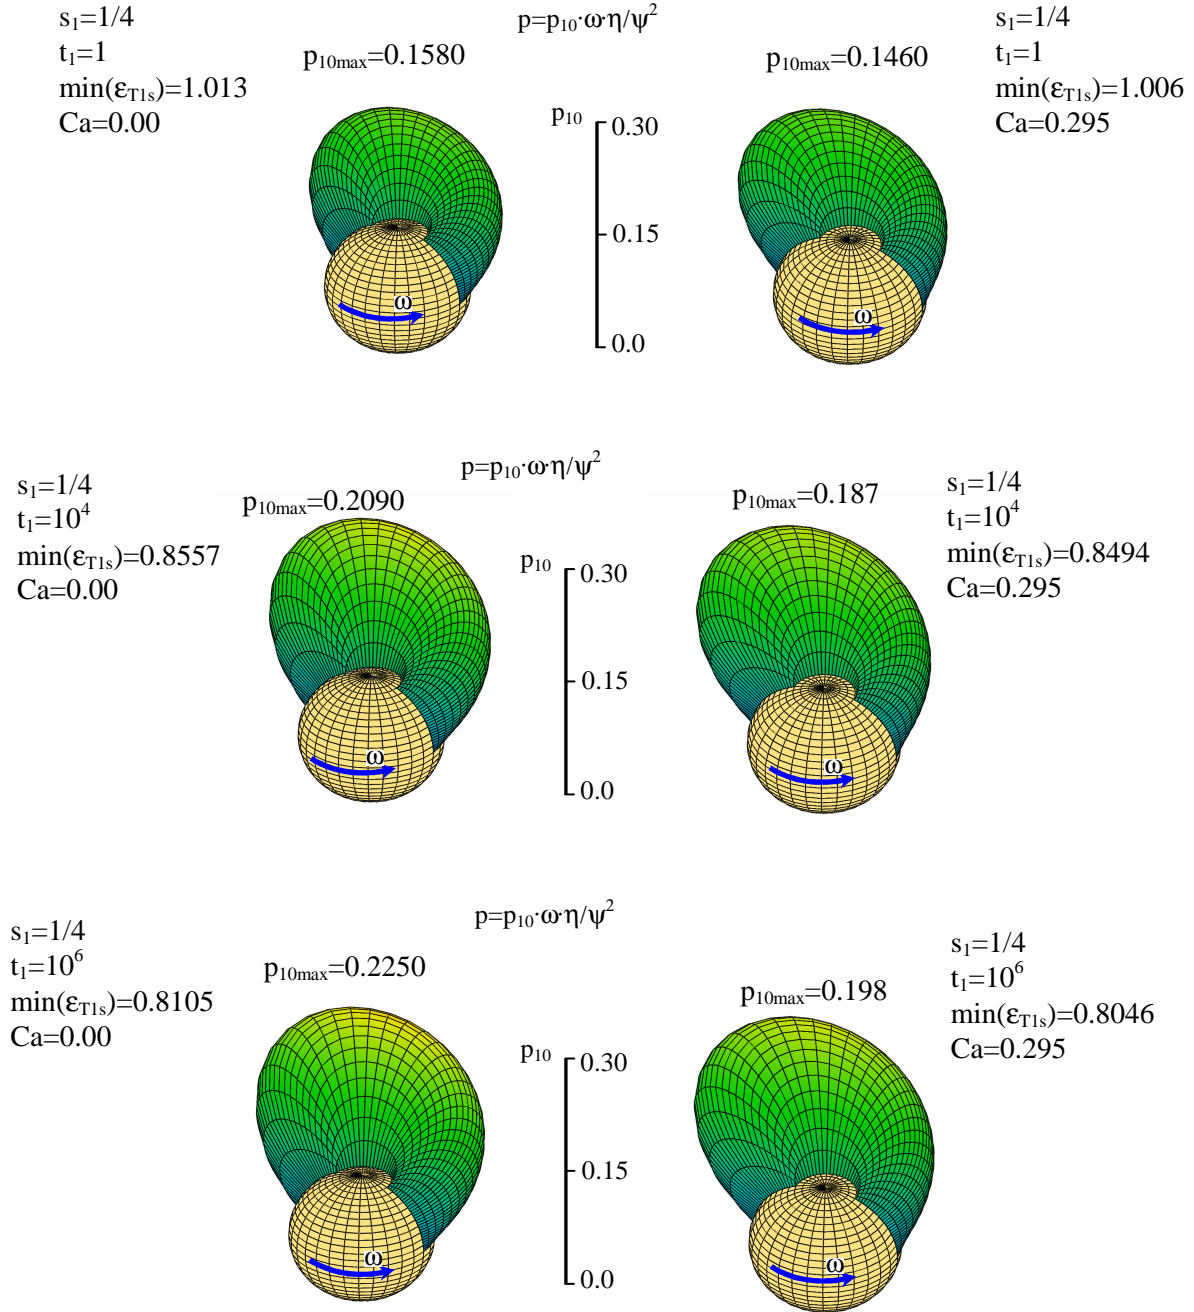 s₁=1/4
t₁=1
min(ε_T1s)=1.013
Ca=0.00
p₁₀max=0.1580
p=p₁₀·ω·η/ψ²
p₁₀
0.30
0.15
0.0
ω
p₁₀max=0.1460
s₁=1/4
t₁=1
min(ε_T1s)=1.006
Ca=0.295
ω
s₁=1/4
t₁=10⁴
min(ε_T1s)=0.8557
Ca=0.00
p₁₀max=0.2090
p=p₁₀·ω·η/ψ²
p₁₀
0.30
0.15
0.0
ω
p₁₀max=0.187
s₁=1/4
t₁=10⁴
min(ε_T1s)=0.8494
Ca=0.295
ω
s₁=1/4
t₁=10⁶
min(ε_T1s)=0.8105
Ca=0.00
p₁₀max=0.2250
p=p₁₀·ω·η/ψ²
p₁₀
0.30
0.15
0.0
ω
p₁₀max=0.198
s₁=1/4
t₁=10⁶
min(ε_T1s)=0.8046
Ca=0.295
ω